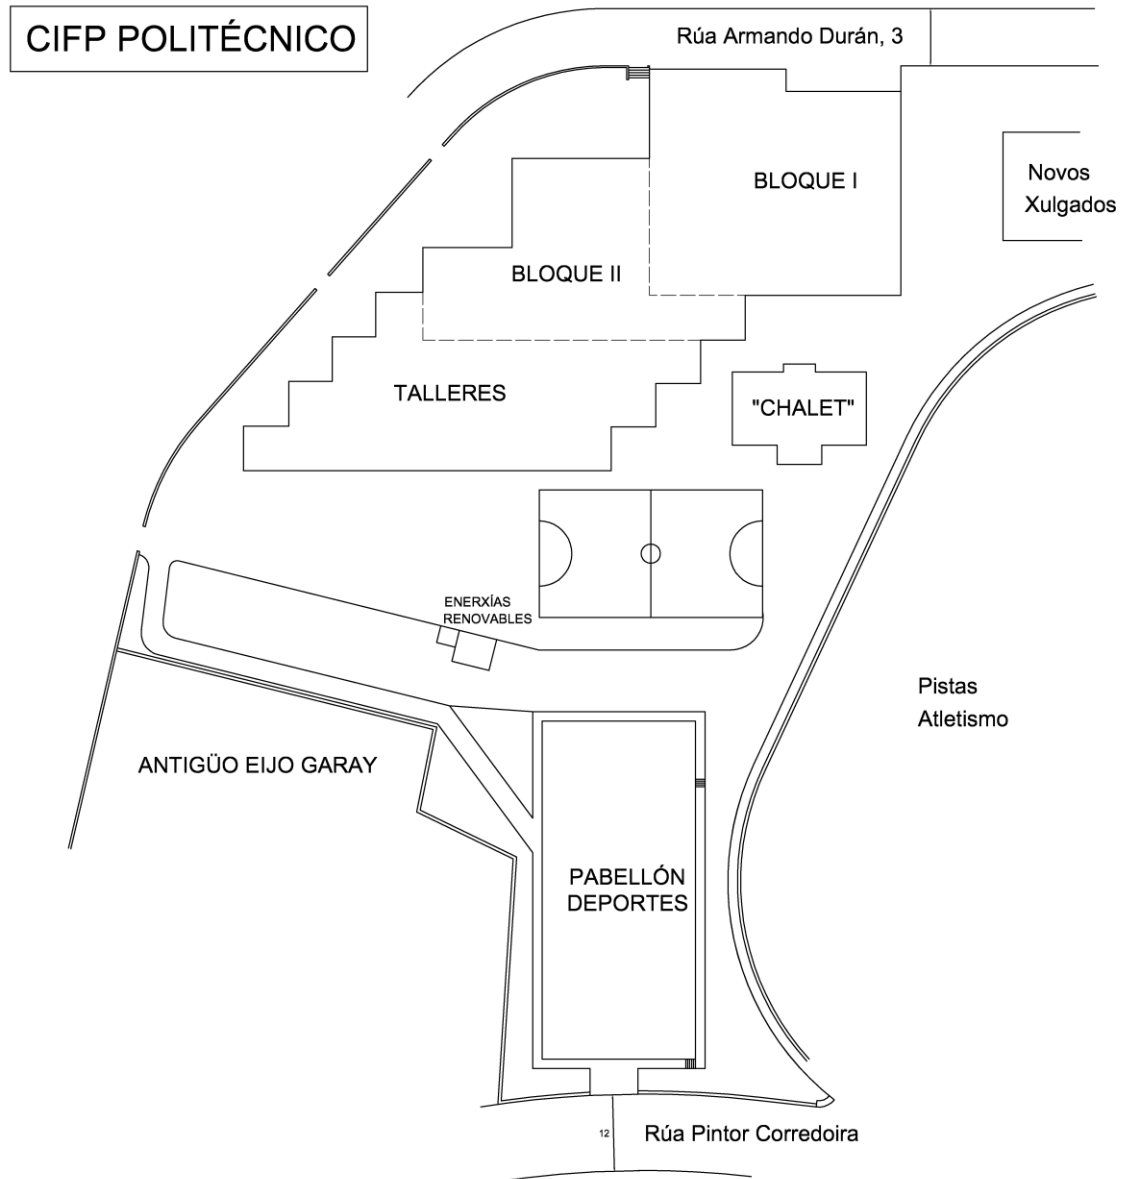 CIFP POLITÉCNICO
Rúa Armando Durán, 3
BLOQUE I
Novos
Xulgados
BLOQUE II
TALLERES
"CHALET"
ENERXÍAS
RENOVABLES
Pistas
Atletismo
ANTIGÜO EIJO GARAY
PABELLÓN
DEPORTES
12
Rúa Pintor Corredoira